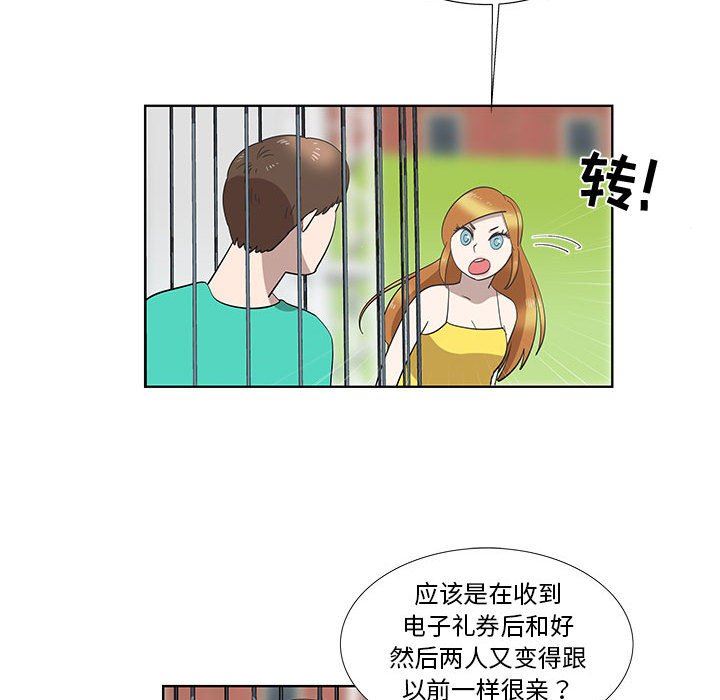 转！
应该是在收到
电子礼券后和好
然后两人又变得跟
以前一样很亲？